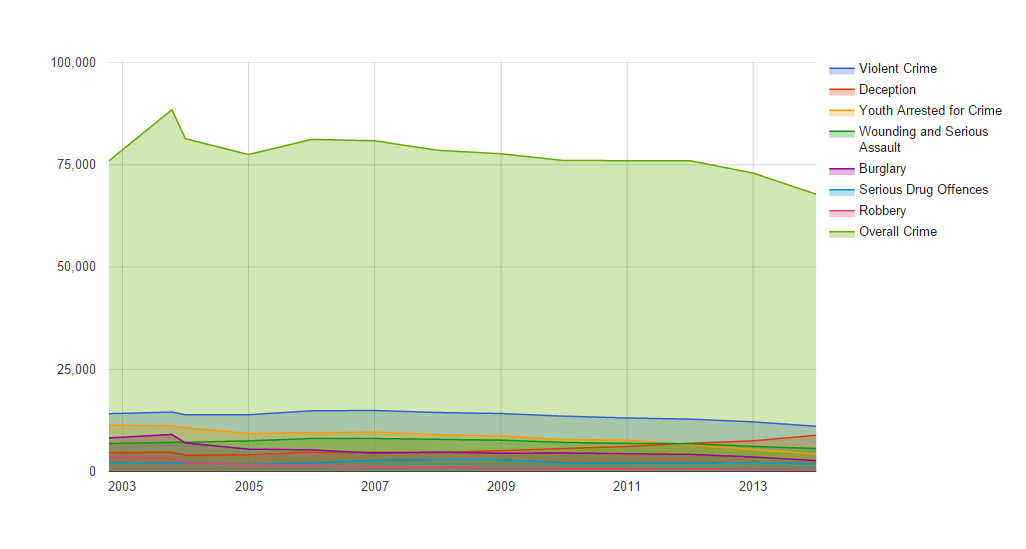 100,000
75,000
50,000
25,000
0
2003
2005
2007
2009
2011
2013
Violent Crime
Deception
Youth Arrested for Crime
Wounding and Serious
Assault
Burglary
Serious Drug Offences
Robbery
Overall Crime